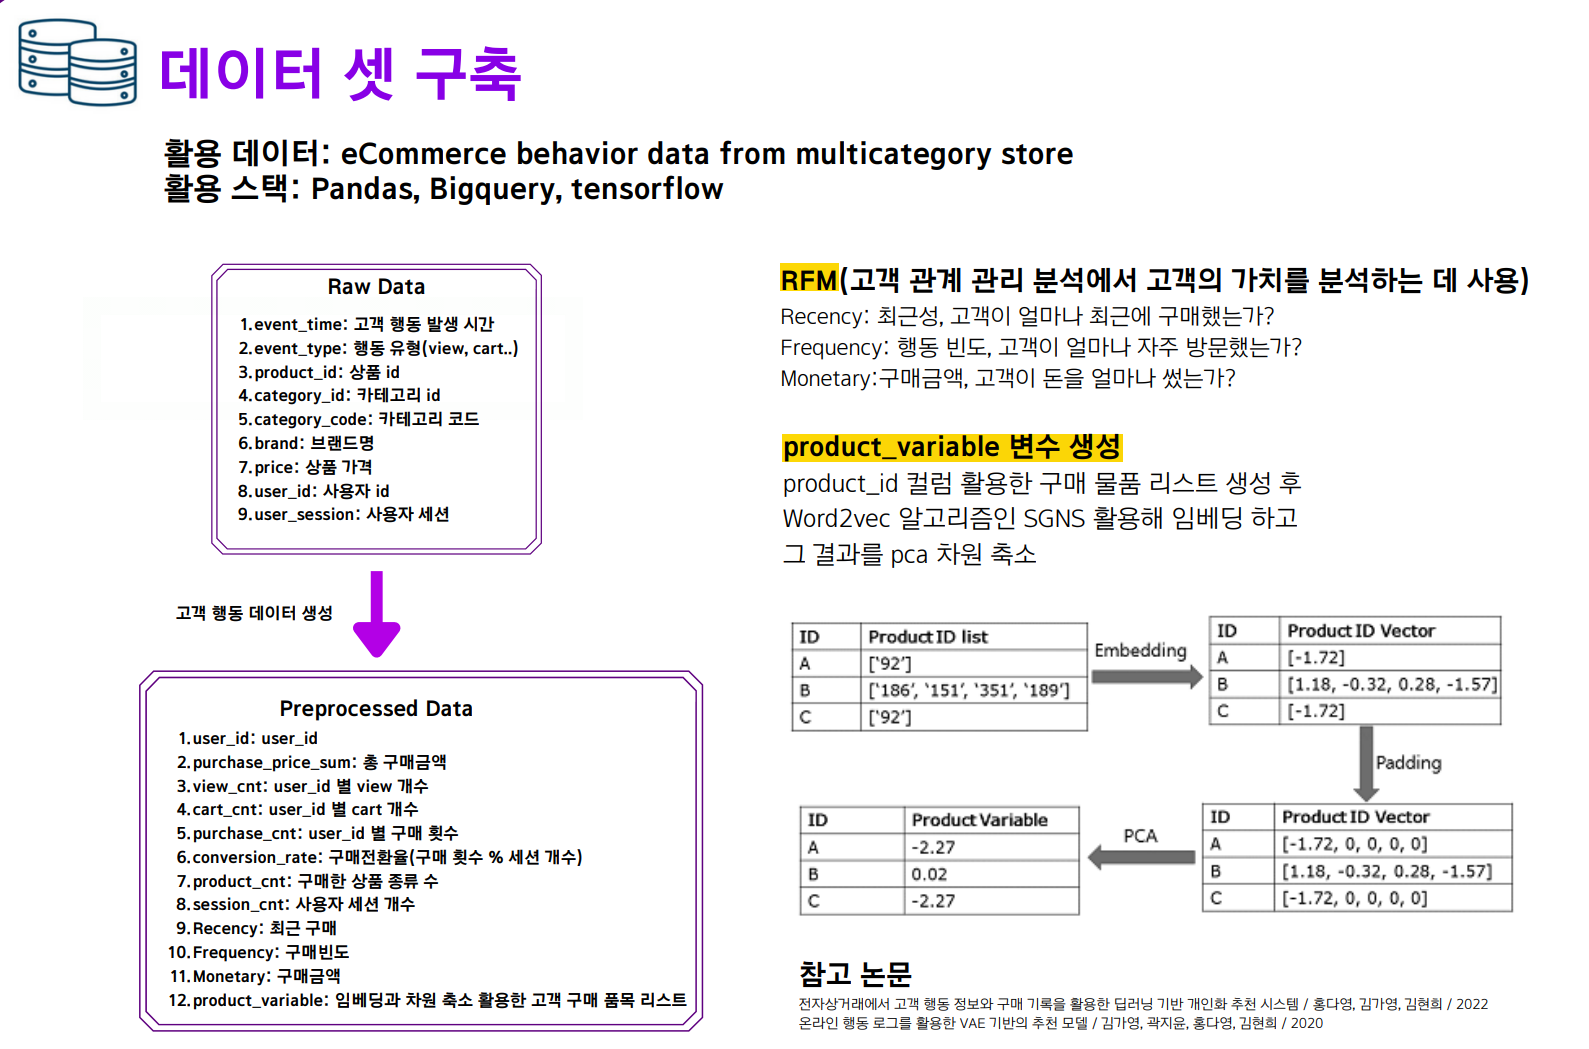 데이터 셋 구축
활용 데이터: eCommerce behavior data from multicategory store
활용 스택: Pandas, Bigquery, tensorflow
Raw Data
1.event_time: 고객 행동 발생 시간
2.event_type: 행동 유형(view, cart..)
3.product_id: 상품 id
4.category_id: 카테고리 id
5.category_code: 카테고리 코드
6.brand: 브랜드명
7.price: 상품 가격
8.user_id: 사용자 id
9.user_session: 사용자 세션
고객 행동 데이터 생성
Preprocessed Data
1.user_id: user_id
2.purchase_price_sum: 총 구매금액
3.view_cnt: user_id 별 view 개수
4.cart_cnt: user_id 별 cart 개수
5.purchase_cnt: user_id 별 구매 횟수
6.conversion_rate: 구매전환율(구매 횟수 % 세션 개수)
7.product_cnt: 구매한 상품 종류 수
8.session_cnt: 사용자 세션 개수
9.Recency: 최근 구매
10.Frequency: 구매빈도
11.Monetary: 구매금액
12.product_variable: 임베딩과 차원 축소 활용한 고객 구매 품목 리스트
RFM(고객 관계 관리 분석에서 고객의 가치를 분석하는 데 사용)
Recency: 최근성, 고객이 얼마나 최근에 구매했는가?
Frequency: 행동 빈도, 고객이 얼마나 자주 방문했는가?
Monetary:구매금액, 고객이 돈을 얼마나 썼는가?
product_variable 변수 생성
product_id 컬럼 활용한 구매 물품 리스트 생성 후
Word2vec 알고리즘인 SGNS 활용해 임베딩 하고
그 결과를 pca 차원 축소
ID Product ID list
A ['92']
B ['186', '151', '351', '189']
C ['92']
Embedding
ID Product ID Vector
A [-1.72]
B [1.18, -0.32, 0.28, -1.57]
C [-1.72]
Padding
ID Product ID Vector
A [-1.72, 0, 0, 0, 0]
B [1.18, -0.32, 0.28, -1.57]
C [-1.72, 0, 0, 0, 0]
PCA
ID Product Variable
A -2.27
B 0.02
C -2.27
참고 논문
전자상거래에서 고객 행동 정보와 구매 기록을 활용한 딥러닝 기반 개인화 추천 시스템 / 홍다영, 김가영, 김현희 / 2022
온라인 행동 로그를 활용한 VAE 기반의 추천 모델 / 김가영, 곽지윤, 홍다영, 김현희 / 2020